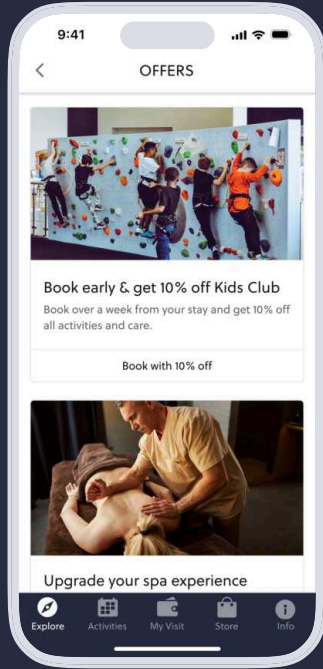 9:41
OFFERS
Book early & get 10% off Kids Club
Book over a week from your stay and get 10% off
all activities and care.
Book with 10% off
Upgrade your spa experience
Explore
Activities
My Visit
Store
Info